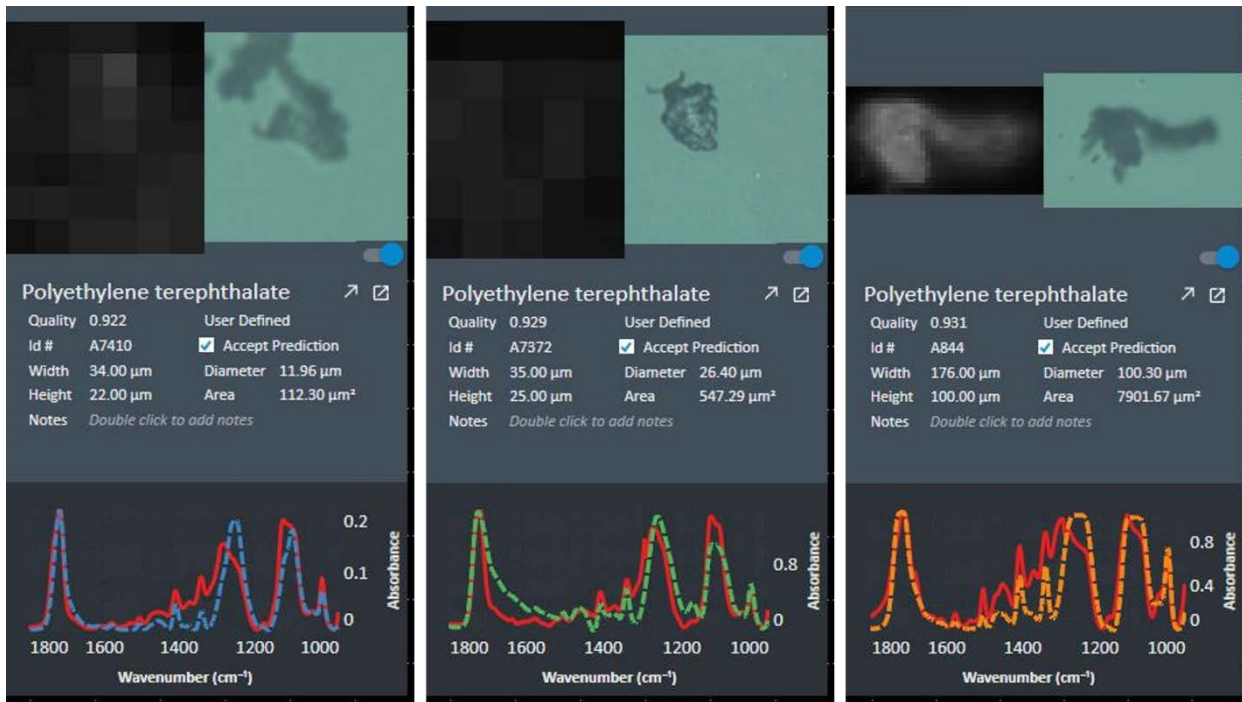 Polyethylene terephthalate
Quality 0.922 User Defined
Id # A7410 Accept Prediction
Width 34.00 µm Diameter 11.96 µm
Height 22.00 µm Area 112.30 µm²
Notes Double click to add notes
0.2
0.1
0
Absorbance
1800 1600 1400 1200 1000
Wavenumber (cm⁻¹)
Polyethylene terephthalate
Quality 0.929 User Defined
Id # A7372 Accept Prediction
Width 35.00 µm Diameter 26.40 µm
Height 25.00 µm Area 547.29 µm²
Notes Double click to add notes
0.8
0
Absorbance
1800 1600 1400 1200 1000
Wavenumber (cm⁻¹)
Polyethylene terephthalate
Quality 0.931 User Defined
Id # A844 Accept Prediction
Width 176.00 µm Diameter 100.30 µm
Height 100.00 µm Area 7901.67 µm²
Notes Double click to add notes
0.8
0.4
0
Absorbance
1800 1600 1400 1200 1000
Wavenumber (cm⁻¹)